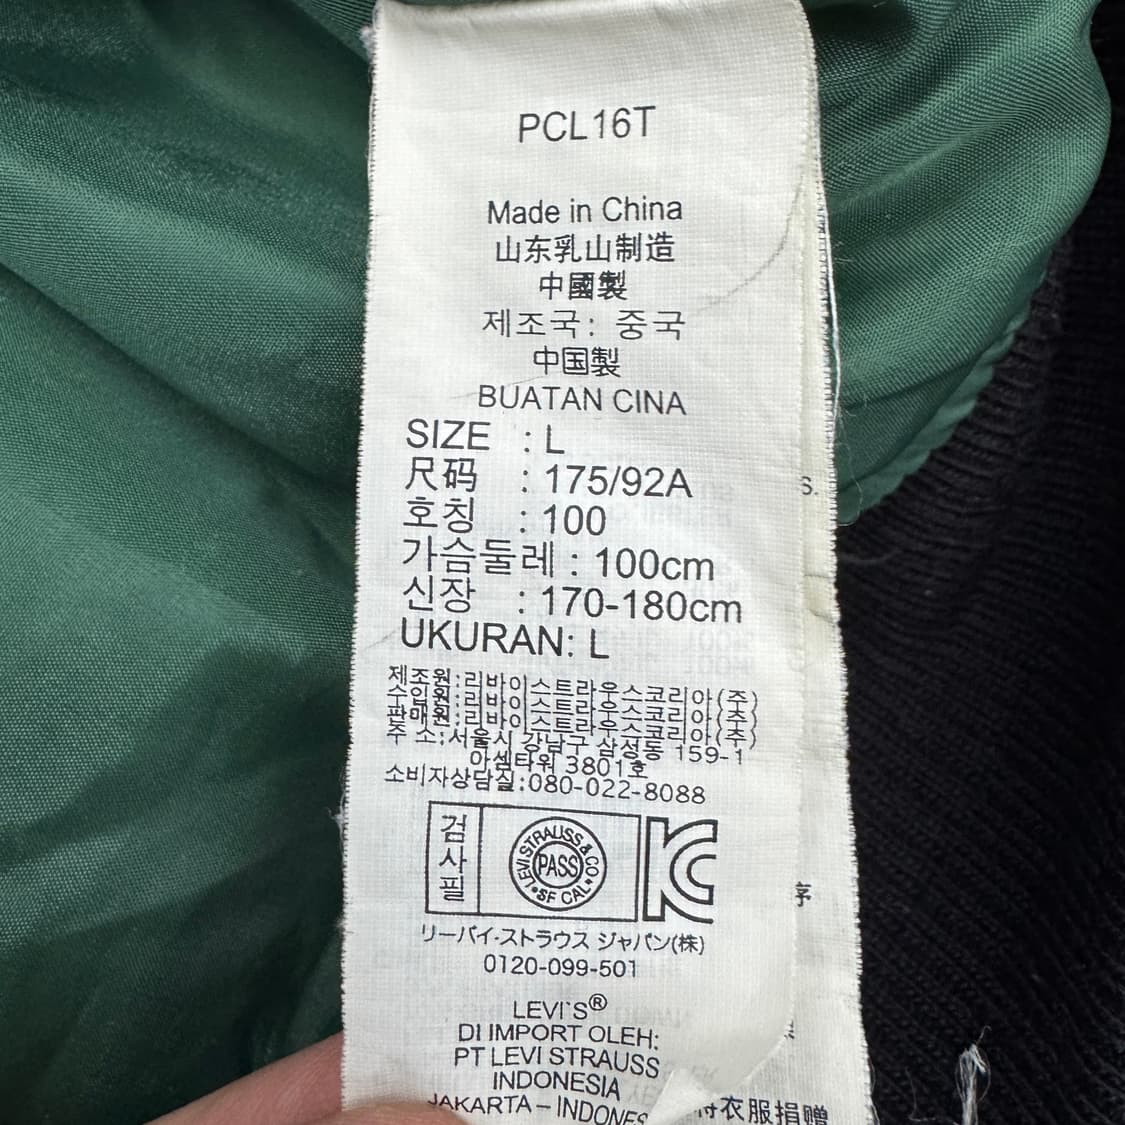 PCL16T
Made in China
山东乳山制造
中國製
제조국: 중국
中国製
BUATAN CINA
SIZE : L
尺码 : 175/92A
호칭 : 100
가슴둘레 : 100cm
신장 : 170-180cm
UKURAN: L
제조원:리바이스트라우스코리아(주)
수입원:리바이스트라우스코리아(주)
판매원:리바이스트라우스코리아(주)
주 소:서울시 강남구 삼성동 159-1
아셈타워 3801호
소비자상담실:080-022-8088
검사필
LEVI STRAUSS & CO
PASS
SF CAL
リーバイ·ストラウス ジャパン(株)
0120-099-501
LEVI'S®
DI IMPORT OLEH:
PT LEVI STRAUSS
INDONESIA
JAKARTA – INDONES
S.
序
衣服捐赠